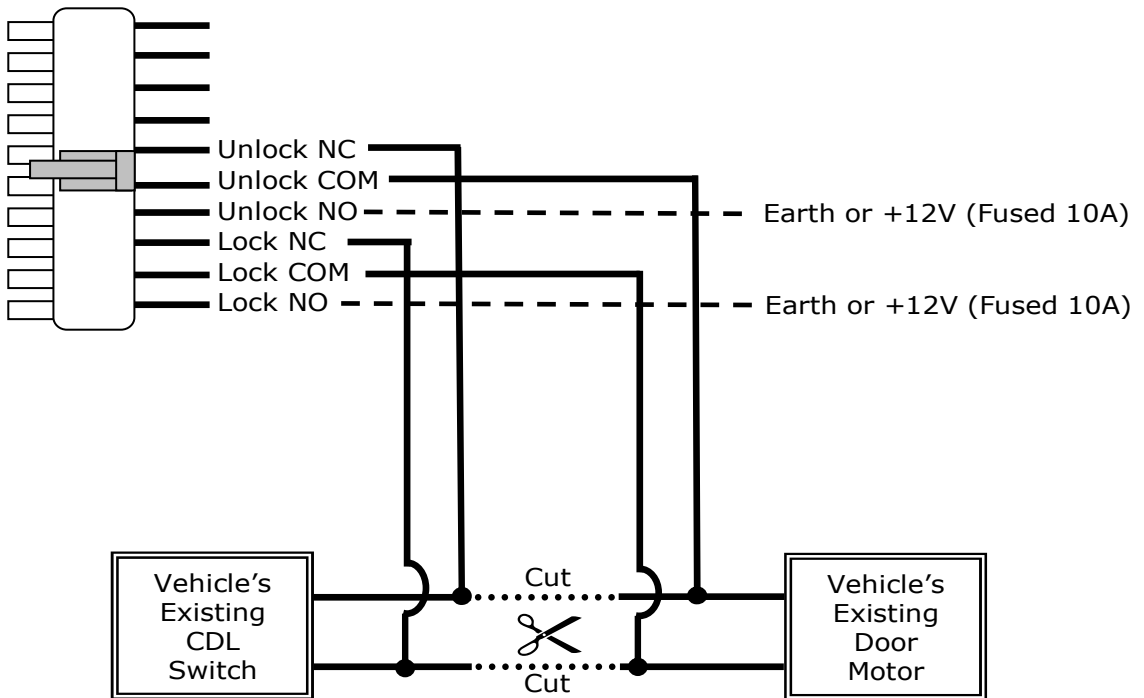 Unlock NC
Unlock COM
Unlock NO
Earth or +12V (Fused 10A)
Lock NC
Lock COM
Lock NO
Earth or +12V (Fused 10A)
Vehicle's
Existing
CDL
Switch
Cut
Cut
Vehicle's
Existing
Door
Motor